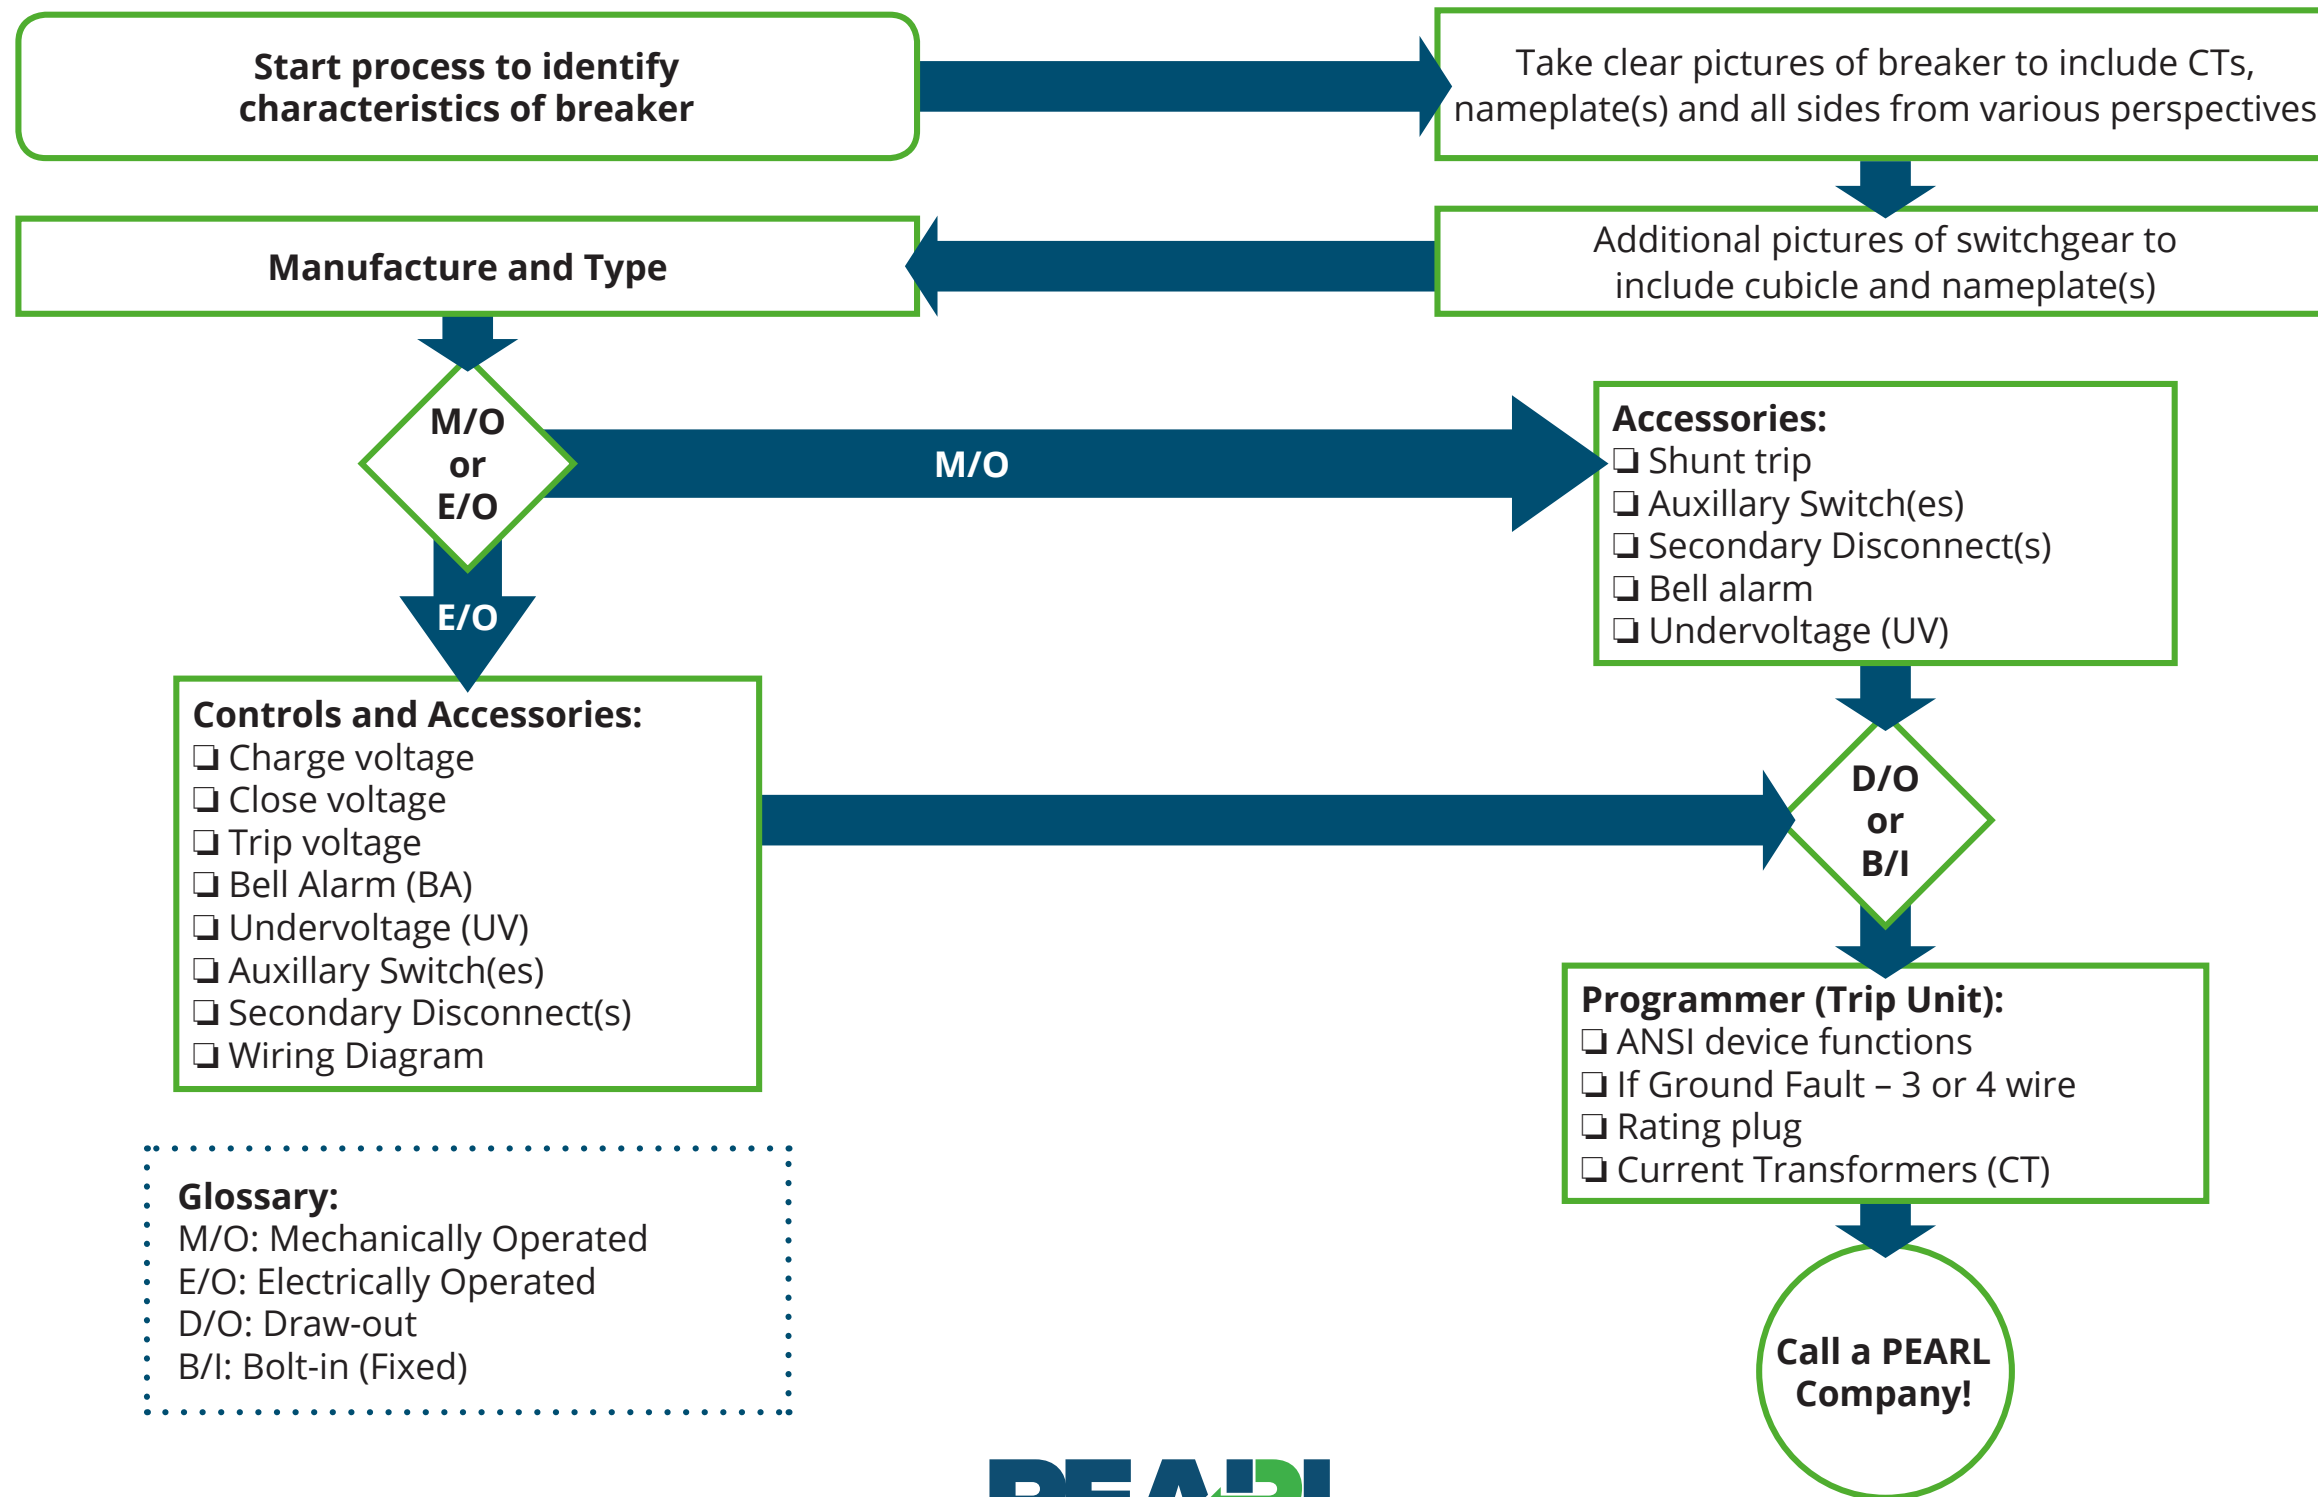 Start process to identify
characteristics of breaker
Take clear pictures of breaker to include CTs,
nameplate(s) and all sides from various perspectives
Additional pictures of switchgear to
include cubicle and nameplate(s)
Manufacture and Type
M/O
or
E/O
M/O
E/O
Accessories:
❏ Shunt trip
❏ Auxillary Switch(es)
❏ Secondary Disconnect(s)
❏ Bell alarm
❏ Undervoltage (UV)
Controls and Accessories:
❏ Charge voltage
❏ Close voltage
❏ Trip voltage
❏ Bell Alarm (BA)
❏ Undervoltage (UV)
❏ Auxillary Switch(es)
❏ Secondary Disconnect(s)
❏ Wiring Diagram
D/O
or
B/I
Programmer (Trip Unit):
❏ ANSI device functions
❏ If Ground Fault – 3 or 4 wire
❏ Rating plug
❏ Current Transformers (CT)
Call a PEARL
Company!
Glossary:
M/O: Mechanically Operated
E/O: Electrically Operated
D/O: Draw-out
B/I: Bolt-in (Fixed)